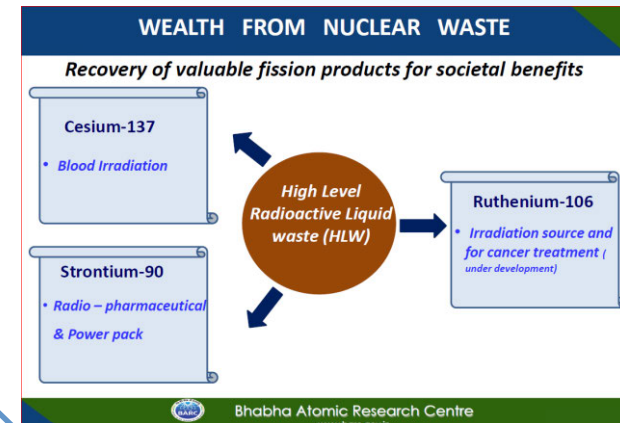 WEALTH FROM NUCLEAR WASTE
Recovery of valuable fission products for societal benefits
Cesium-137
• Blood Irradiation
High Level
Radioactive Liquid
waste (HLW)
Ruthenium-106
• Irradiation source and
for cancer treatment (
under development)
Strontium-90
• Radio – pharmaceutical
& Power pack
BARC
Bhabha Atomic Research Centre